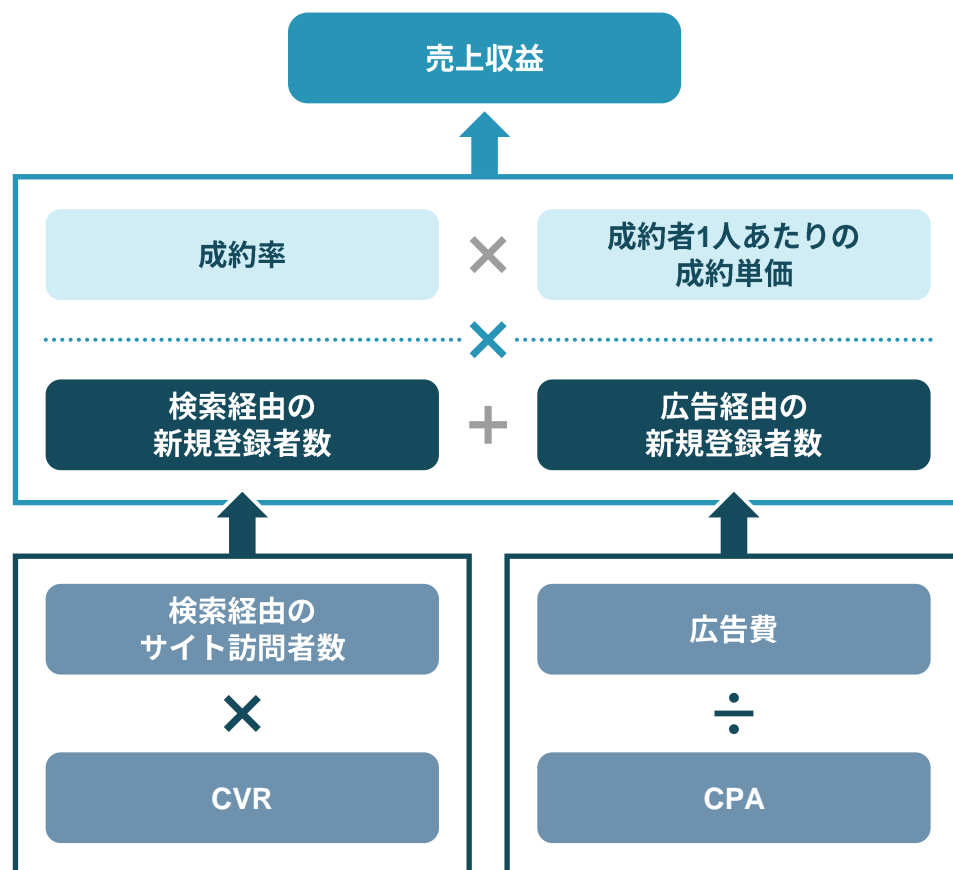 売上収益
成約率
×
成約者1人あたりの
成約単価
×
検索経由の
新規登録者数
+
広告経由の
新規登録者数
検索経由の
サイト訪問者数
×
CVR
広告費
÷
CPA